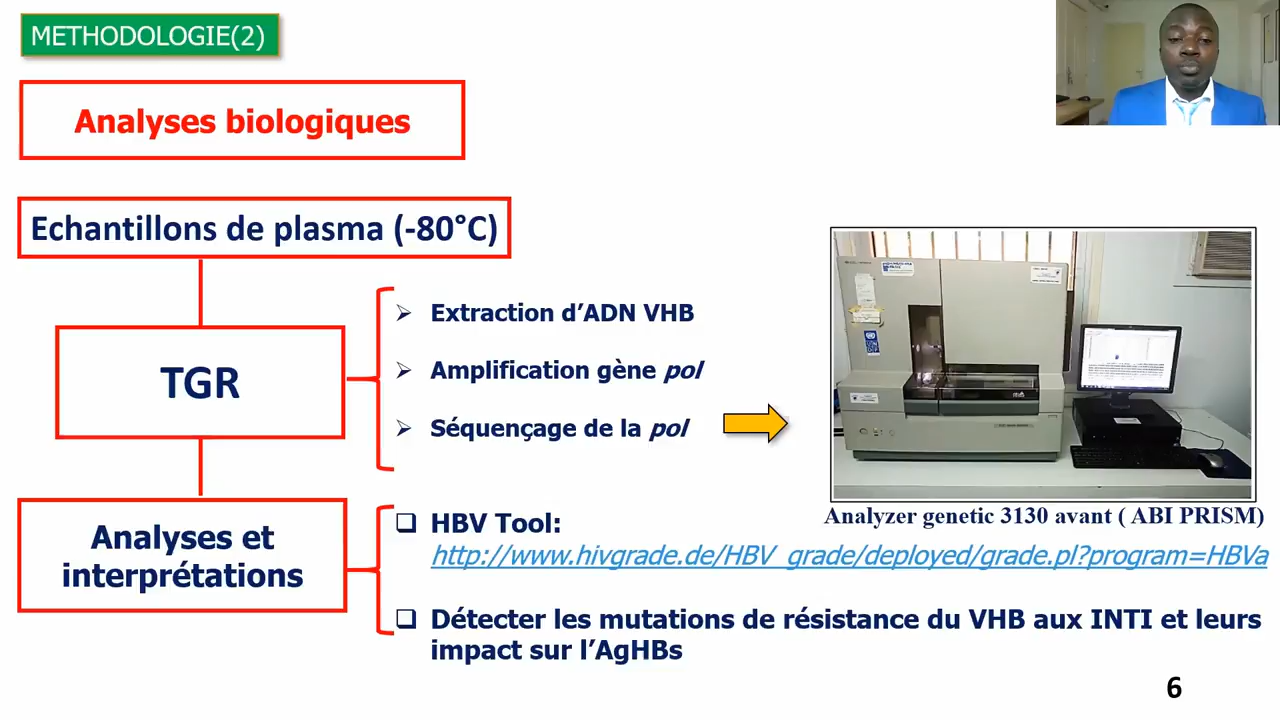 METHODOLOGIE(2)
Analyses biologiques
Echantillons de plasma (-80°C)
TGR
➢ Extraction d’ADN VHB
➢ Amplification gène pol
➢ Séquençage de la pol
Analyzer genetic 3130 avant ( ABI PRISM)
Analyses et
interprétations
❑ HBV Tool:
http://www.hivgrade.de/HBV_grade/deployed/grade.pl?program=HBVa
❑ Détecter les mutations de résistance du VHB aux INTI et leurs
impact sur l’AgHBs
6